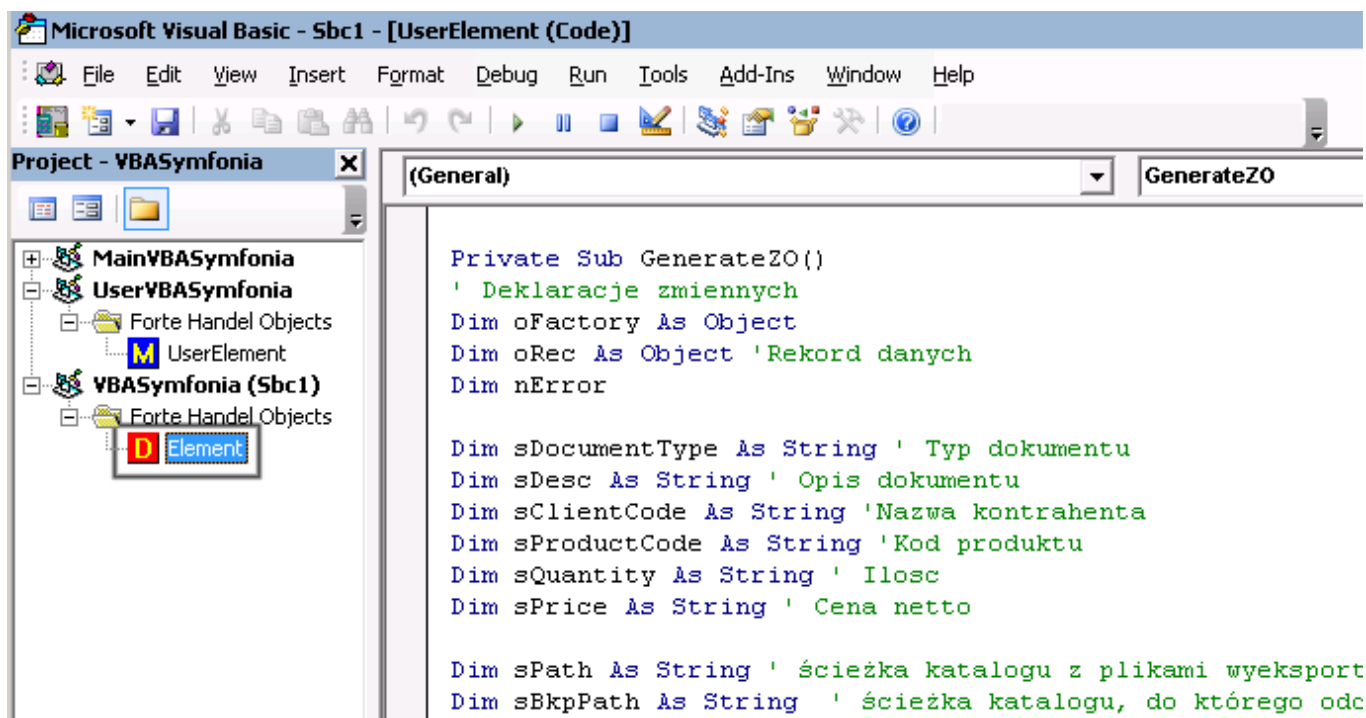 Microsoft Visual Basic - Sbc1 - [UserElement (Code)]
File Edit View Insert Format Debug Run Tools Add-Ins Window Help
Project - VBASymfonia
(General)
GenerateZO
MainVBASymfonia
UserVBASymfonia
Forte Handel Objects
M UserElement
VBASymfonia (Sbc1)
Forte Handel Objects
D Element
Private Sub GenerateZO()
' Deklaracje zmiennych
Dim oFactory As Object
Dim oRec As Object 'Rekord danych
Dim nError
Dim sDocumentType As String ' Typ dokumentu
Dim sDesc As String ' Opis dokumentu
Dim sClientCode As String 'Nazwa kontrahenta
Dim sProductCode As String 'Kod produktu
Dim sQuantity As String ' Ilosc
Dim sPrice As String ' Cena netto
Dim sPath As String ' ścieżka katalogu z plikami wyeksport
Dim sBkpPath As String ' ścieżka katalogu, do którego odc